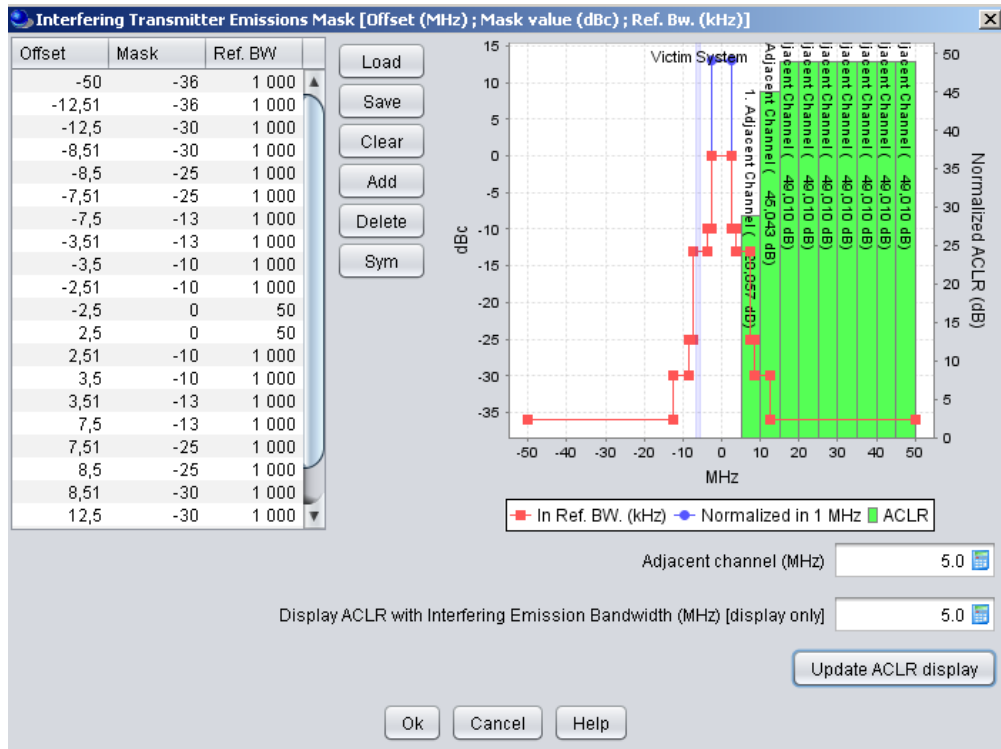 Interfering Transmitter Emissions Mask [Offset (MHz) ; Mask value (dBc) ; Ref. Bw. (kHz)]
Offset Mask Ref. BW
-50 -36 1 000
-12,51 -36 1 000
-12,5 -30 1 000
-8,51 -30 1 000
-8,5 -25 1 000
-7,51 -25 1 000
-7,5 -13 1 000
-3,51 -13 1 000
-3,5 -10 1 000
-2,51 -10 1 000
-2,5 0 50
2,5 0 50
2,51 -10 1 000
3,5 -10 1 000
3,51 -13 1 000
7,5 -13 1 000
7,51 -25 1 000
8,5 -25 1 000
8,51 -30 1 000
12,5 -30 1 000
Load
Save
Clear
Add
Delete
Sym
dBc
15
10
5
0
-5
-10
-15
-20
-25
-30
-35
Victim System
1. Adjacent Channel ( 20,057 dB)
Adjacent Channel ( 45,043 dB)
jacent Channel ( 49,010 dB)
jacent Channel ( 49,010 dB)
jacent Channel ( 49,010 dB)
jacent Channel ( 49,010 dB)
jacent Channel ( 49,010 dB)
jacent Channel ( 49,010 dB)
50
45
40
35
30
25
20
15
10
5
0
Normalized ACLR (dB)
-50 -40 -30 -20 -10 0 10 20 30 40 50
MHz
In Ref. BW. (kHz) Normalized in 1 MHz ACLR
Adjacent channel (MHz) 5.0
Display ACLR with Interfering Emission Bandwidth (MHz) [display only] 5.0
Update ACLR display
Ok Cancel Help